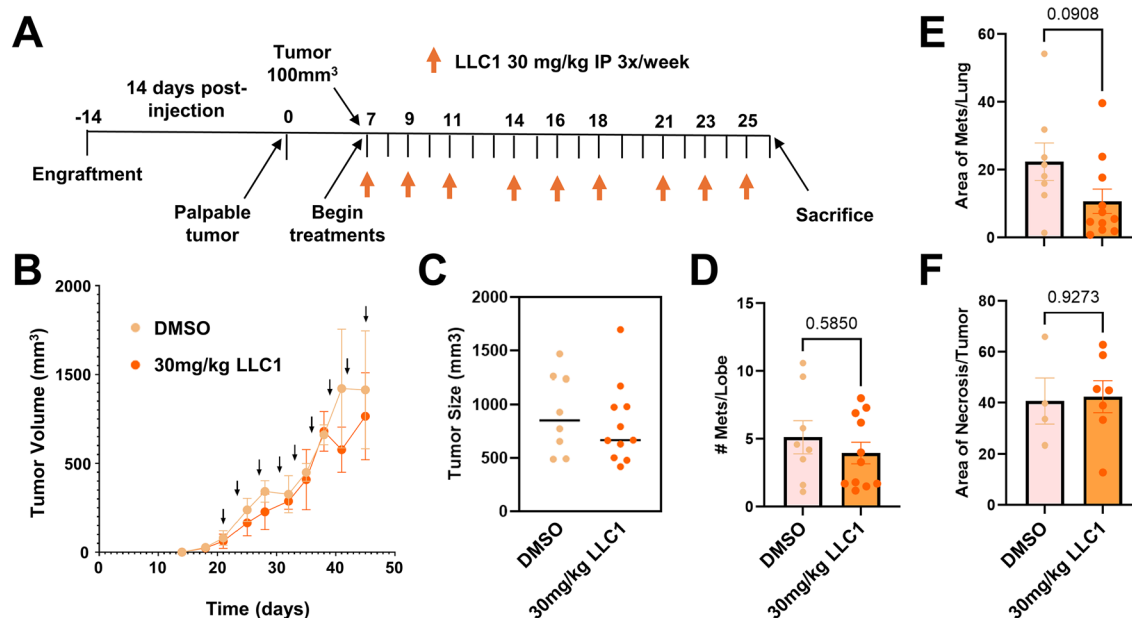 A
Tumor
100mm³
LLC1 30 mg/kg IP 3x/week
14 days post-
injection
-14
0
7
9
11
14
16
18
21
23
25
Engraftment
Palpable
tumor
Begin
treatments
Sacrifice
B
Tumor Volume (mm³)
2000
1500
500
0
DMSO
30mg/kg LLC1
0
10
20
30
40
50
Time (days)
C
Tumor Size (mm3)
2000
1500
1000
500
0
DMSO
30mg/kg LLC1
D
# Mets/Lobe
15
10
5
0
0.5850
DMSO
30mg/kg LLC1
E
Area of Mets/Lung
60
40
20
0
0.0908
F
Area of Necrosis/Tumor
80
60
40
20
0
0.9273
DMSO
30mg/kg LLC1